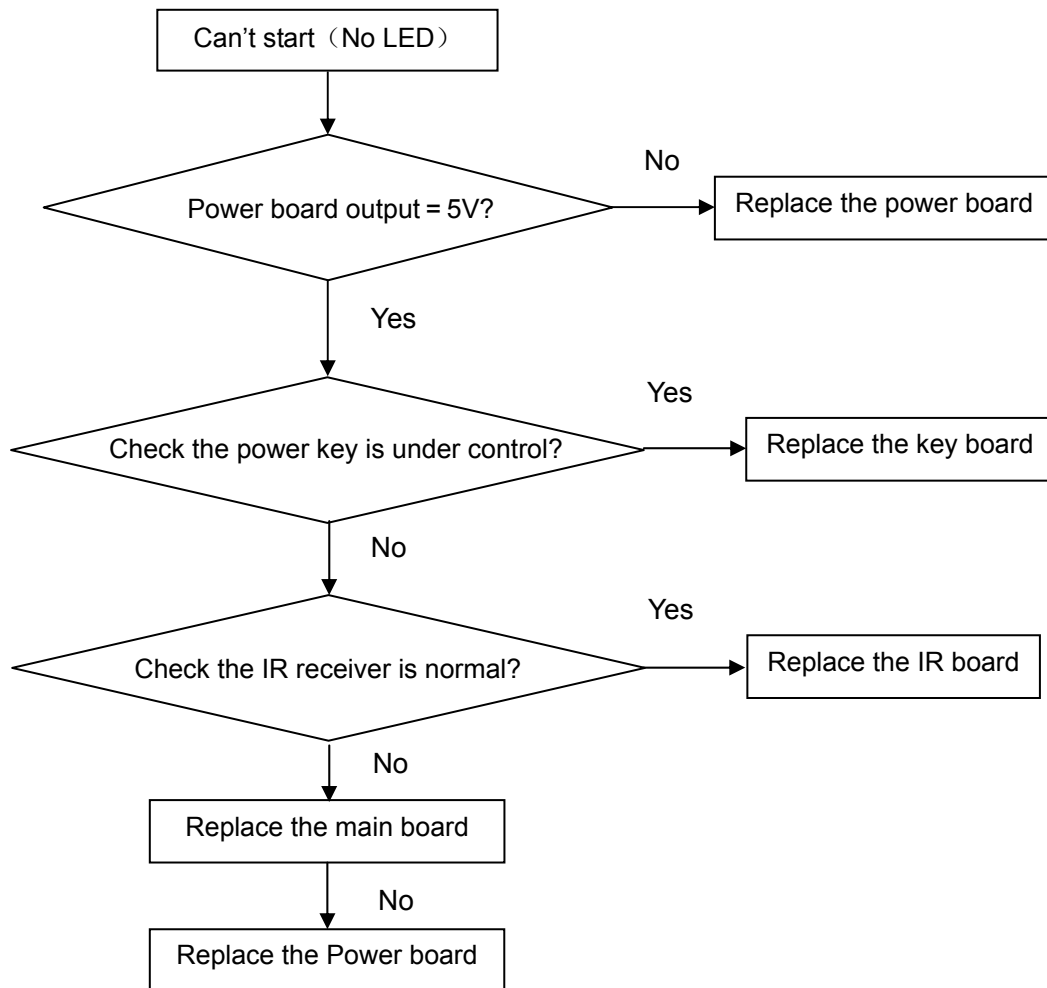 Can’t start（No LED）
No
Power board output = 5V?
Replace the power board
Yes
Yes
Check the power key is under control?
Replace the key board
No
Yes
Check the IR receiver is normal?
Replace the IR board
No
Replace the main board
No
Replace the Power board